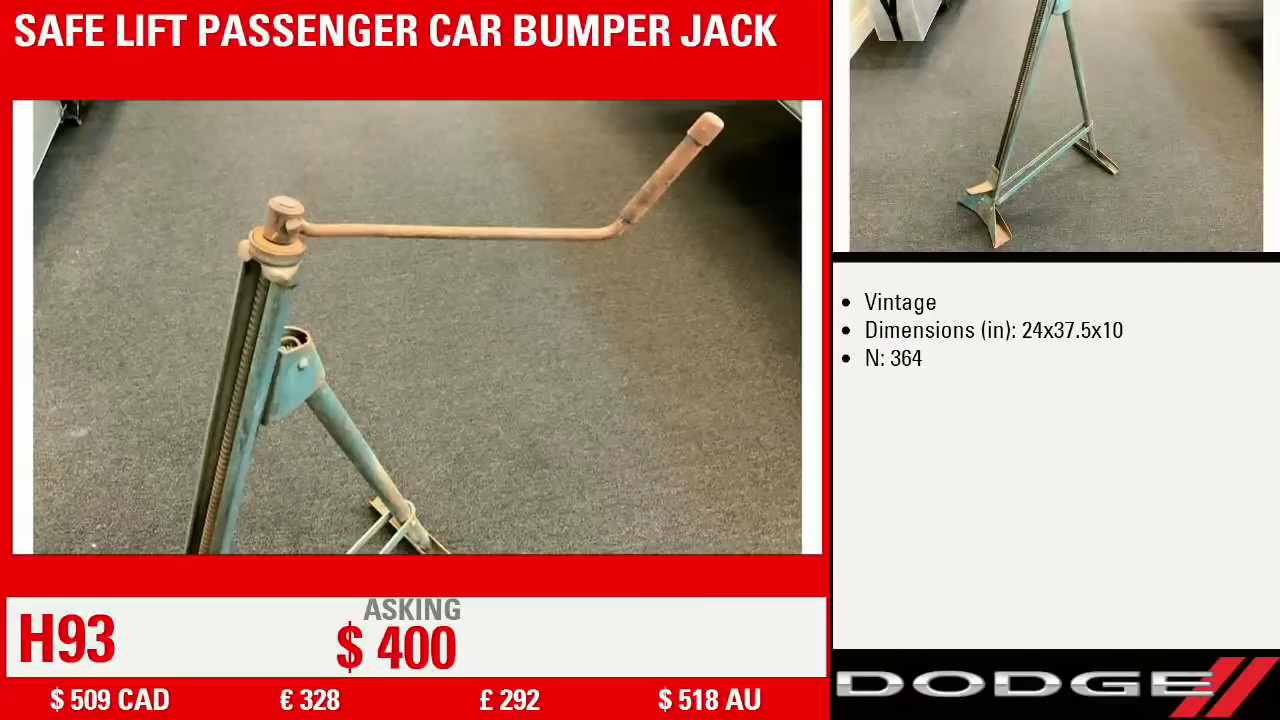 SAFE LIFT PASSENGER CAR BUMPER JACK
• Vintage
• Dimensions (in): 24x37.5x10
• N: 364
H93
ASKING
$ 400
$ 509 CAD € 328 £ 292 $ 518 AU
DODGE